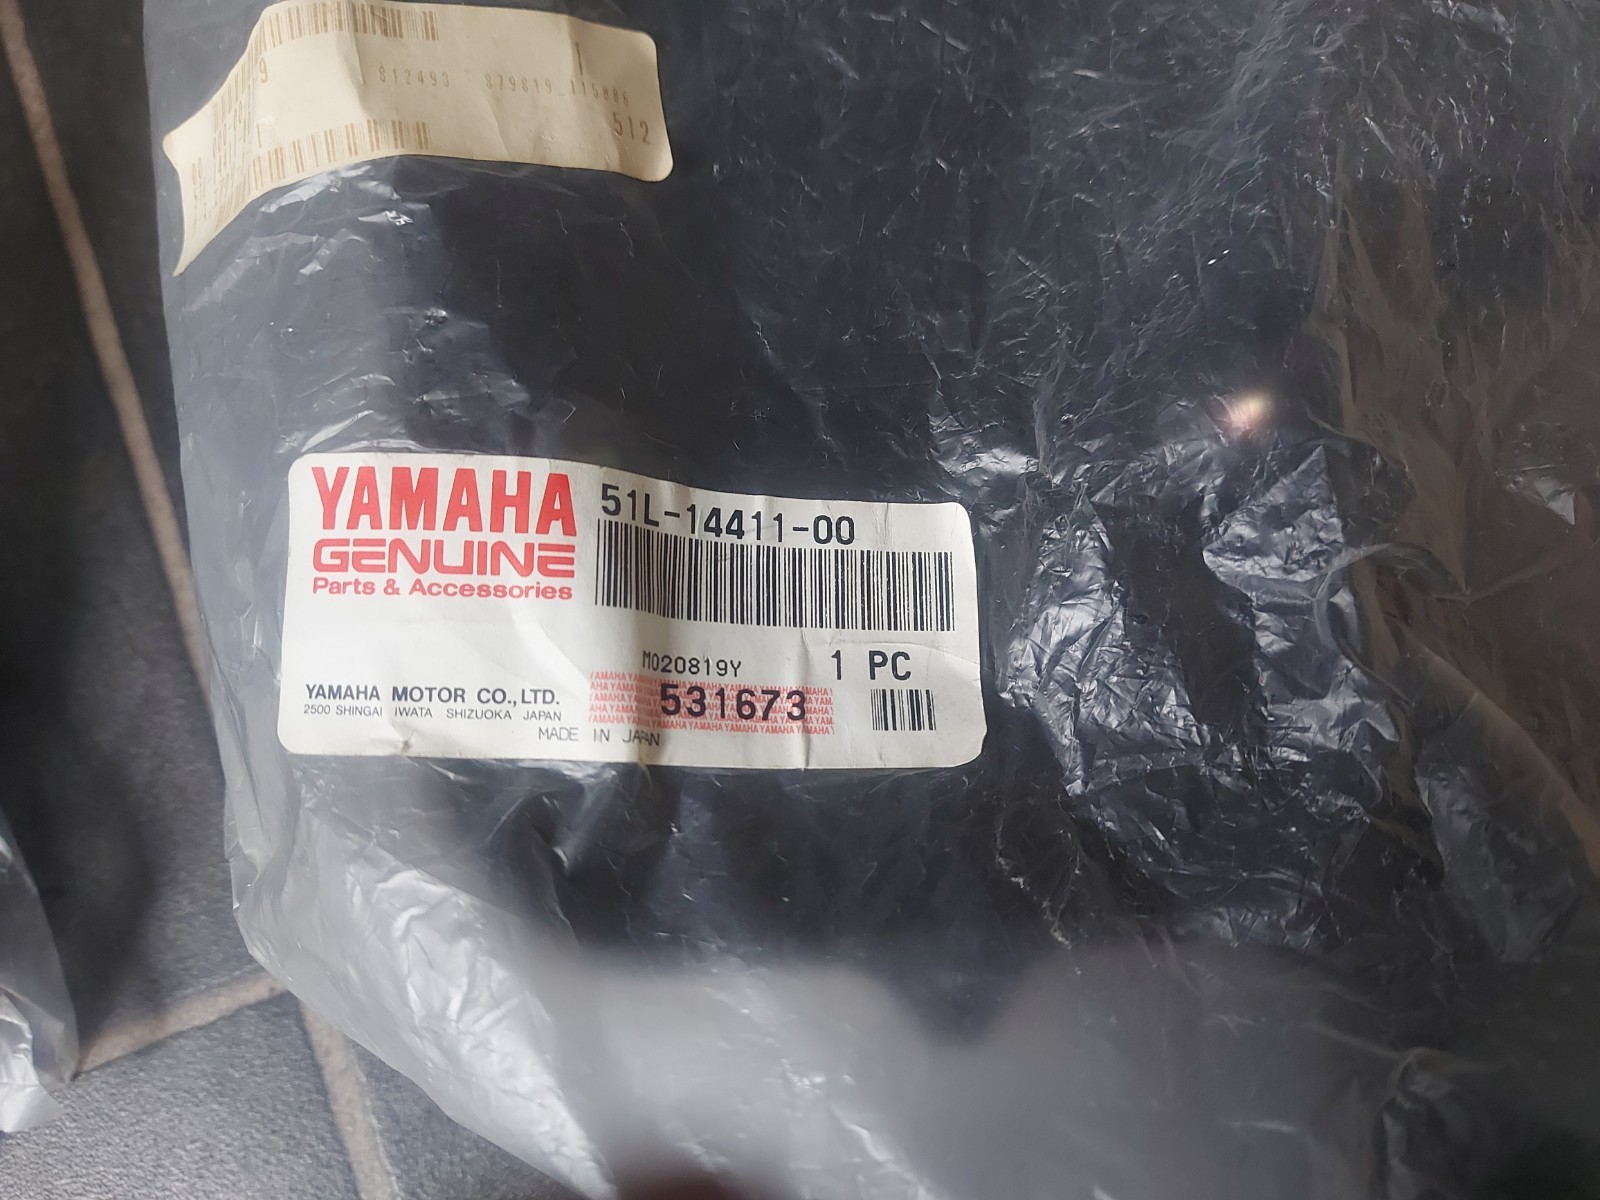 812493 879819
512
YAMAHA
GENUINE
Parts & Accessories
51L-14411-00
M020819Y
1 PC
531673
YAMAHA MOTOR CO., LTD.
2500 SHINGAI IWATA SHIZUOKA JAPAN
MADE IN JAPAN